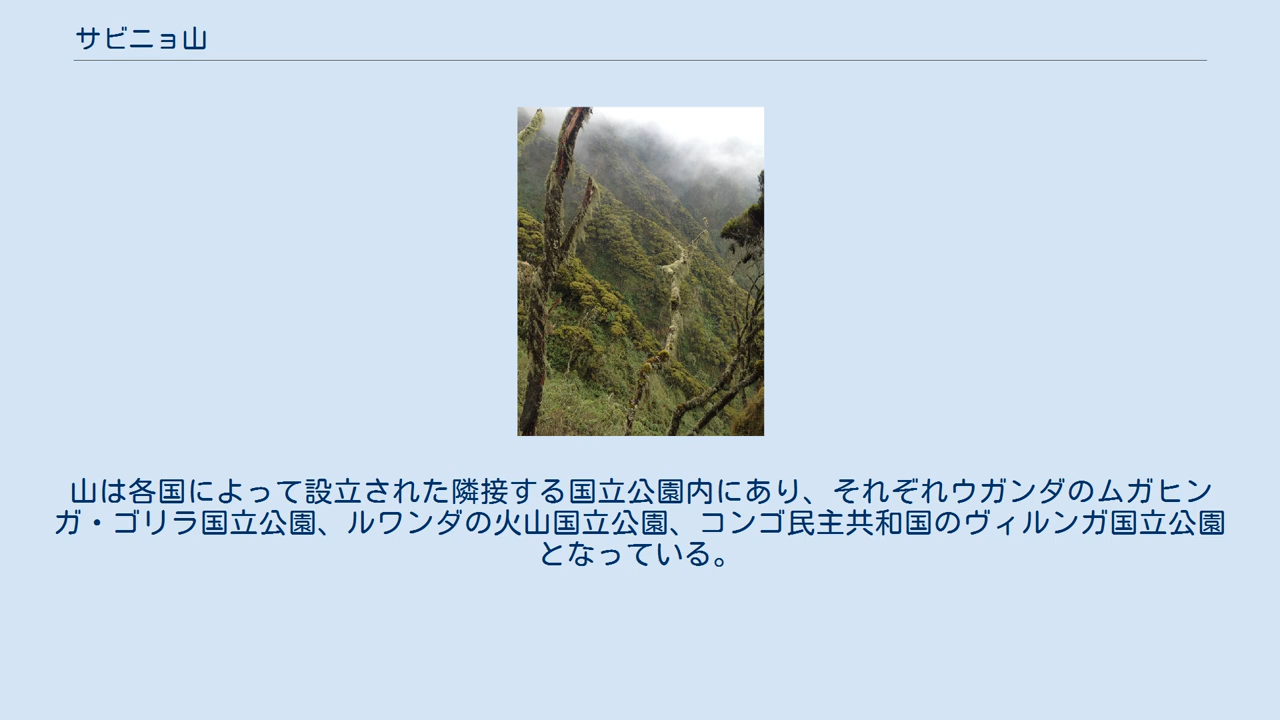 サビニョ山
山は各国によって設立された隣接する国立公園内にあり、それぞれウガンダのムガヒン
ガ・ゴリラ国立公園、ルワンダの火山国立公園、コンゴ民主共和国のヴィルンガ国立公園
となっている。